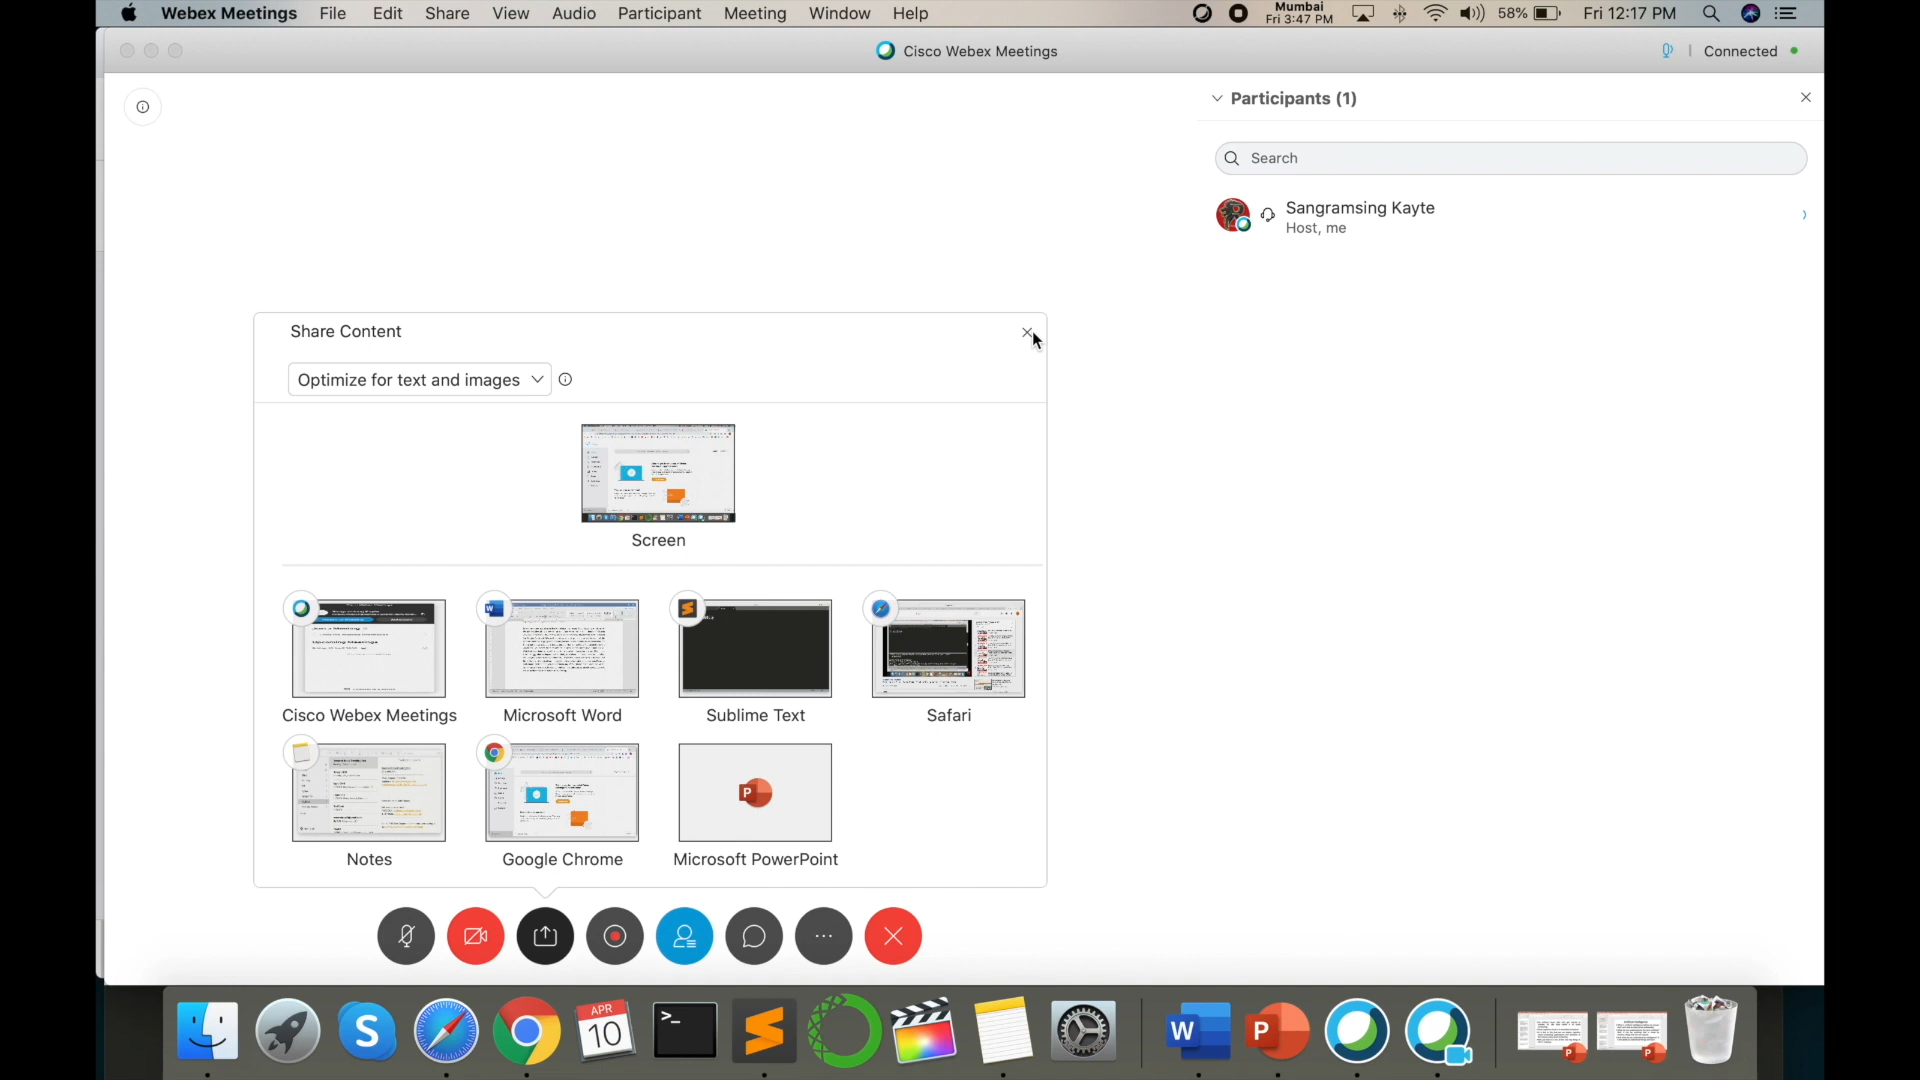 Webex Meetings File Edit Share View Audio Participant Meeting Window Help
Mumbai
Fri 3:47 PM
58%
Fri 12:17 PM
Cisco Webex Meetings
Connected
Participants (1)
Search
Sangramsing Kayte
Host, me
Share Content
Optimize for text and images
Screen
Cisco Webex Meetings
Microsoft Word
Sublime Text
Safari
Notes
Google Chrome
Microsoft PowerPoint
APR
10